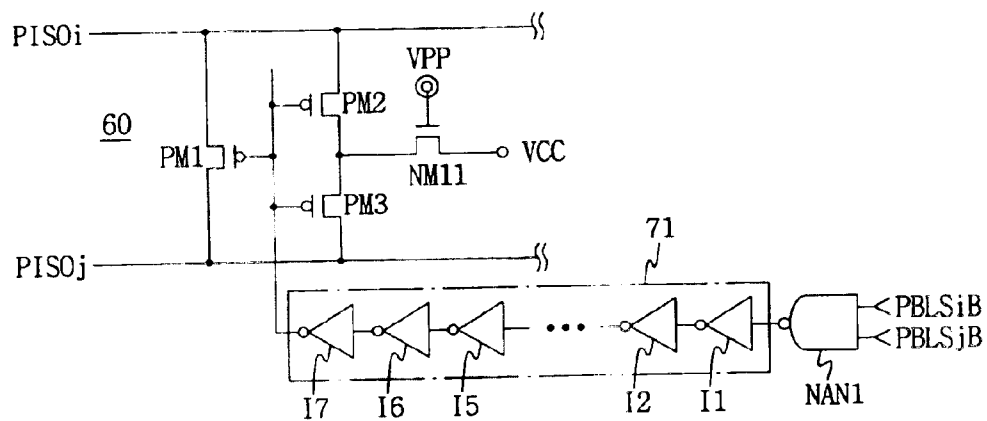 PISOi
VPP
60
PM2
PM1
VCC
NM11
PM3
PISOj
71
PBLSiB
PBLSjB
I7
I6
I5
I2
I1
NAN1